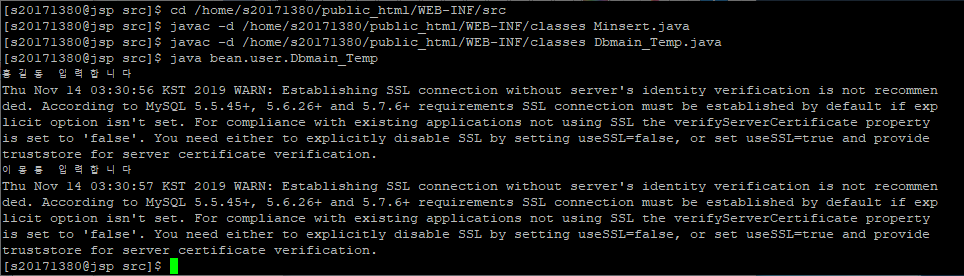 [s20171380@jsp src]$ cd /home/s20171380/public_html/WEB-INF/src
[s20171380@jsp src]$ javac -d /home/s20171380/public_html/WEB-INF/classes Minsert.java
[s20171380@jsp src]$ javac -d /home/s20171380/public_html/WEB-INF/classes Dbmain_Temp.java
[s20171380@jsp src]$ java bean.user.Dbmain_Temp
홍길동 입력합니다
Thu Nov 14 03:30:56 KST 2019 WARN: Establishing SSL connection without server's identity verification is not recommen
ded. According to MySQL 5.5.45+, 5.6.26+ and 5.7.6+ requirements SSL connection must be established by default if exp
licit option isn't set. For compliance with existing applications not using SSL the verifyServerCertificate property
is set to 'false'. You need either to explicitly disable SSL by setting useSSL=false, or set useSSL=true and provide
truststore for server certificate verification.
이몽룡 입력합니다
Thu Nov 14 03:30:57 KST 2019 WARN: Establishing SSL connection without server's identity verification is not recommen
ded. According to MySQL 5.5.45+, 5.6.26+ and 5.7.6+ requirements SSL connection must be established by default if exp
licit option isn't set. For compliance with existing applications not using SSL the verifyServerCertificate property
is set to 'false'. You need either to explicitly disable SSL by setting useSSL=false, or set useSSL=true and provide
truststore for server certificate verification.
[s20171380@jsp src]$